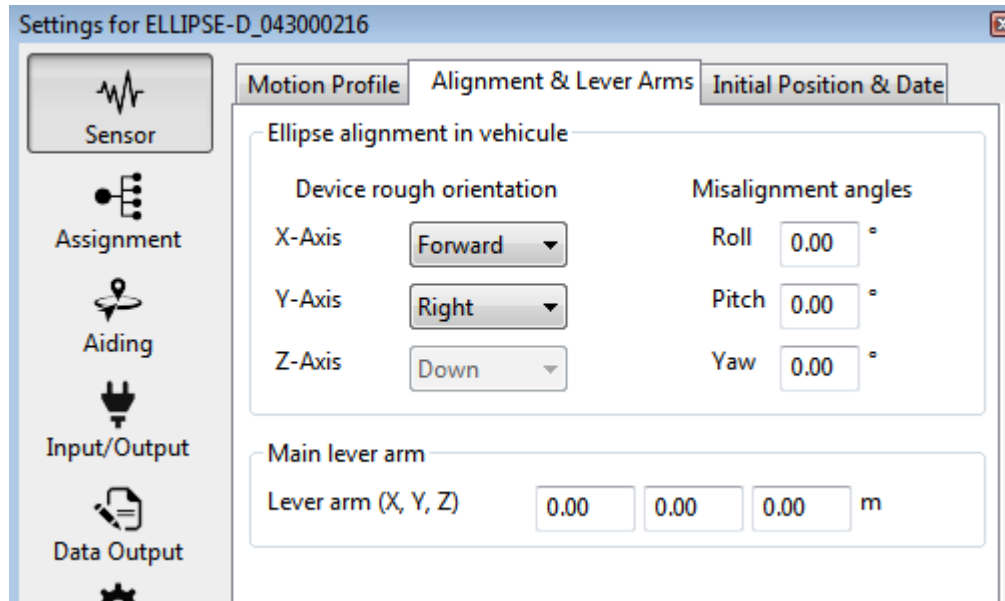 Settings for ELLIPSE-D_043000216
Sensor
Assignment
Aiding
Input/Output
Data Output
Motion Profile
Alignment & Lever Arms
Initial Position & Date
Ellipse alignment in vehicule
Device rough orientation
Misalignment angles
X-Axis Forward
Roll 0.00 °
Y-Axis Right
Pitch 0.00 °
Z-Axis Down
Yaw 0.00 °
Main lever arm
Lever arm (X, Y, Z) 0.00 0.00 0.00 m